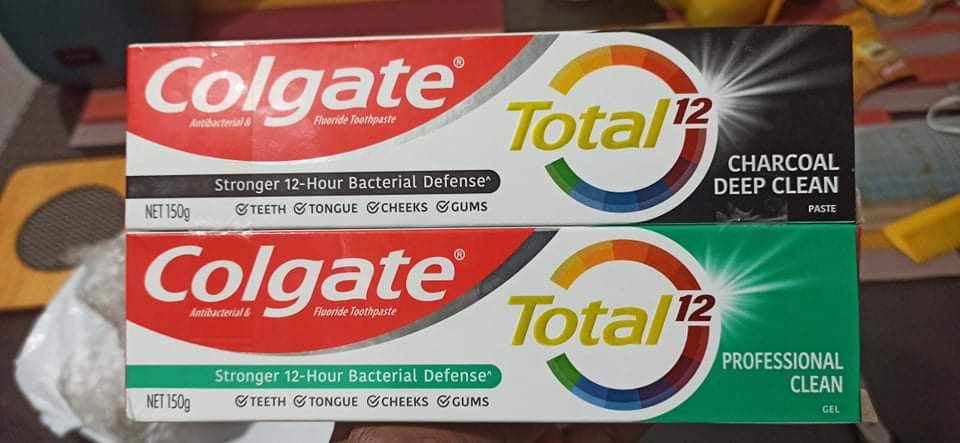 Colgate®
Antibacterial & Fluoride Toothpaste
Total 12
Stronger 12-Hour Bacterial Defense^
CHARCOAL
DEEP CLEAN
PASTE
NET 150g
TEETH TONGUE CHEEKS GUMS
Colgate®
Antibacterial & Fluoride Toothpaste
Total 12
Stronger 12-Hour Bacterial Defense^
PROFESSIONAL
CLEAN
GEL
NET 150g
TEETH TONGUE CHEEKS GUMS